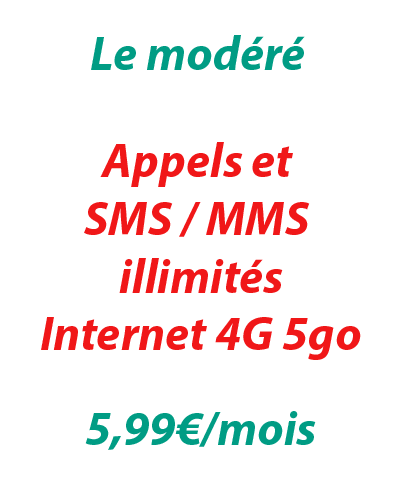 Le modéré
Appels et
SMS / MMS
illimités
Internet 4G 5go
5,99€/mois